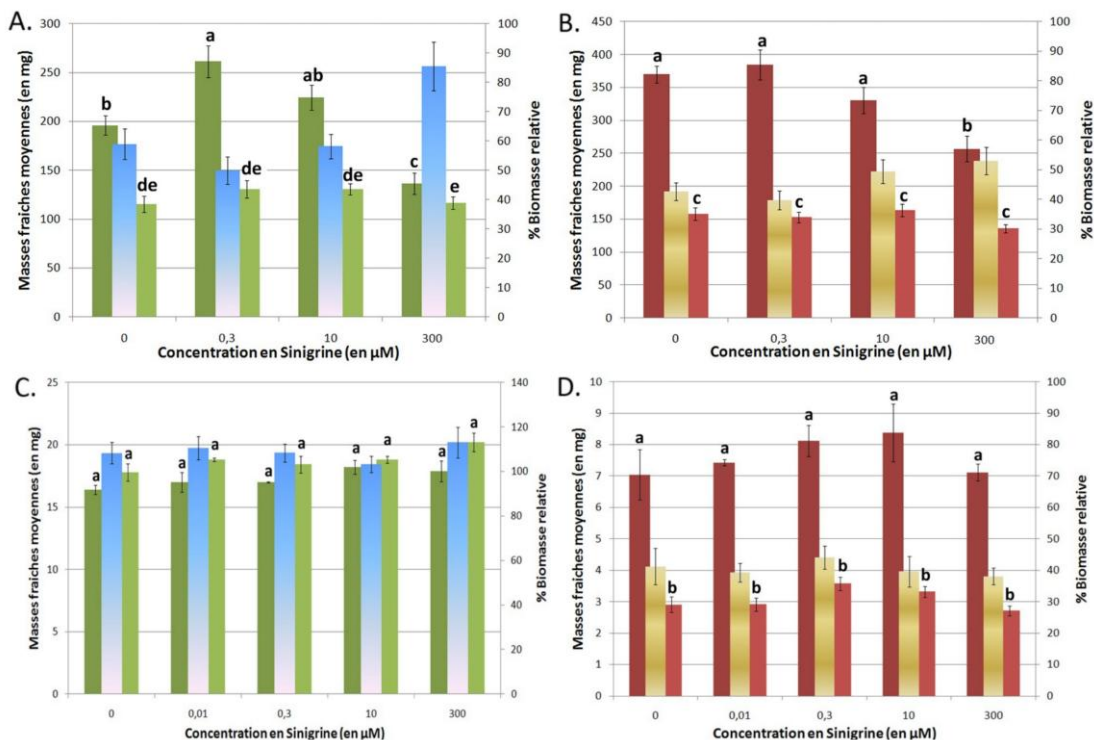 A.
Masses fraiches moyennes (en mg)
300
250
200
150
100
50
0
b
a
ab
c
de
de
de
e
100
90
80
70
60
50
40
30
20
10
0
% Biomasse relative
0
0,3
10
300
Concentration en Sinigrine (en µM)
B.
Masses fraiches moyennes (en mg)
450
400
350
300
250
200
150
100
50
0
a
a
a
b
c
c
c
c
100
90
80
70
60
50
40
30
20
10
0
% Biomasse relative
0
0,3
10
300
Concentration en Sinigrine (en µM)
C.
Masses fraiches moyennes (en mg)
25
20
15
10
5
0
a
a
a
a
a
a
a
a
a
a
140
120
100
80
60
40
20
0
% Biomasse relative
0
0,01
0,3
10
300
Concentration en Sinigrine (en µM)
D.
Masses fraiches moyennes (en mg)
10
9
8
7
6
5
4
3
2
1
0
a
a
a
a
a
b
b
b
b
b
100
90
80
70
60
50
40
30
20
10
0
% Biomasse relative
0
0,01
0,3
10
300
Concentration en Sinigrine (en µM)